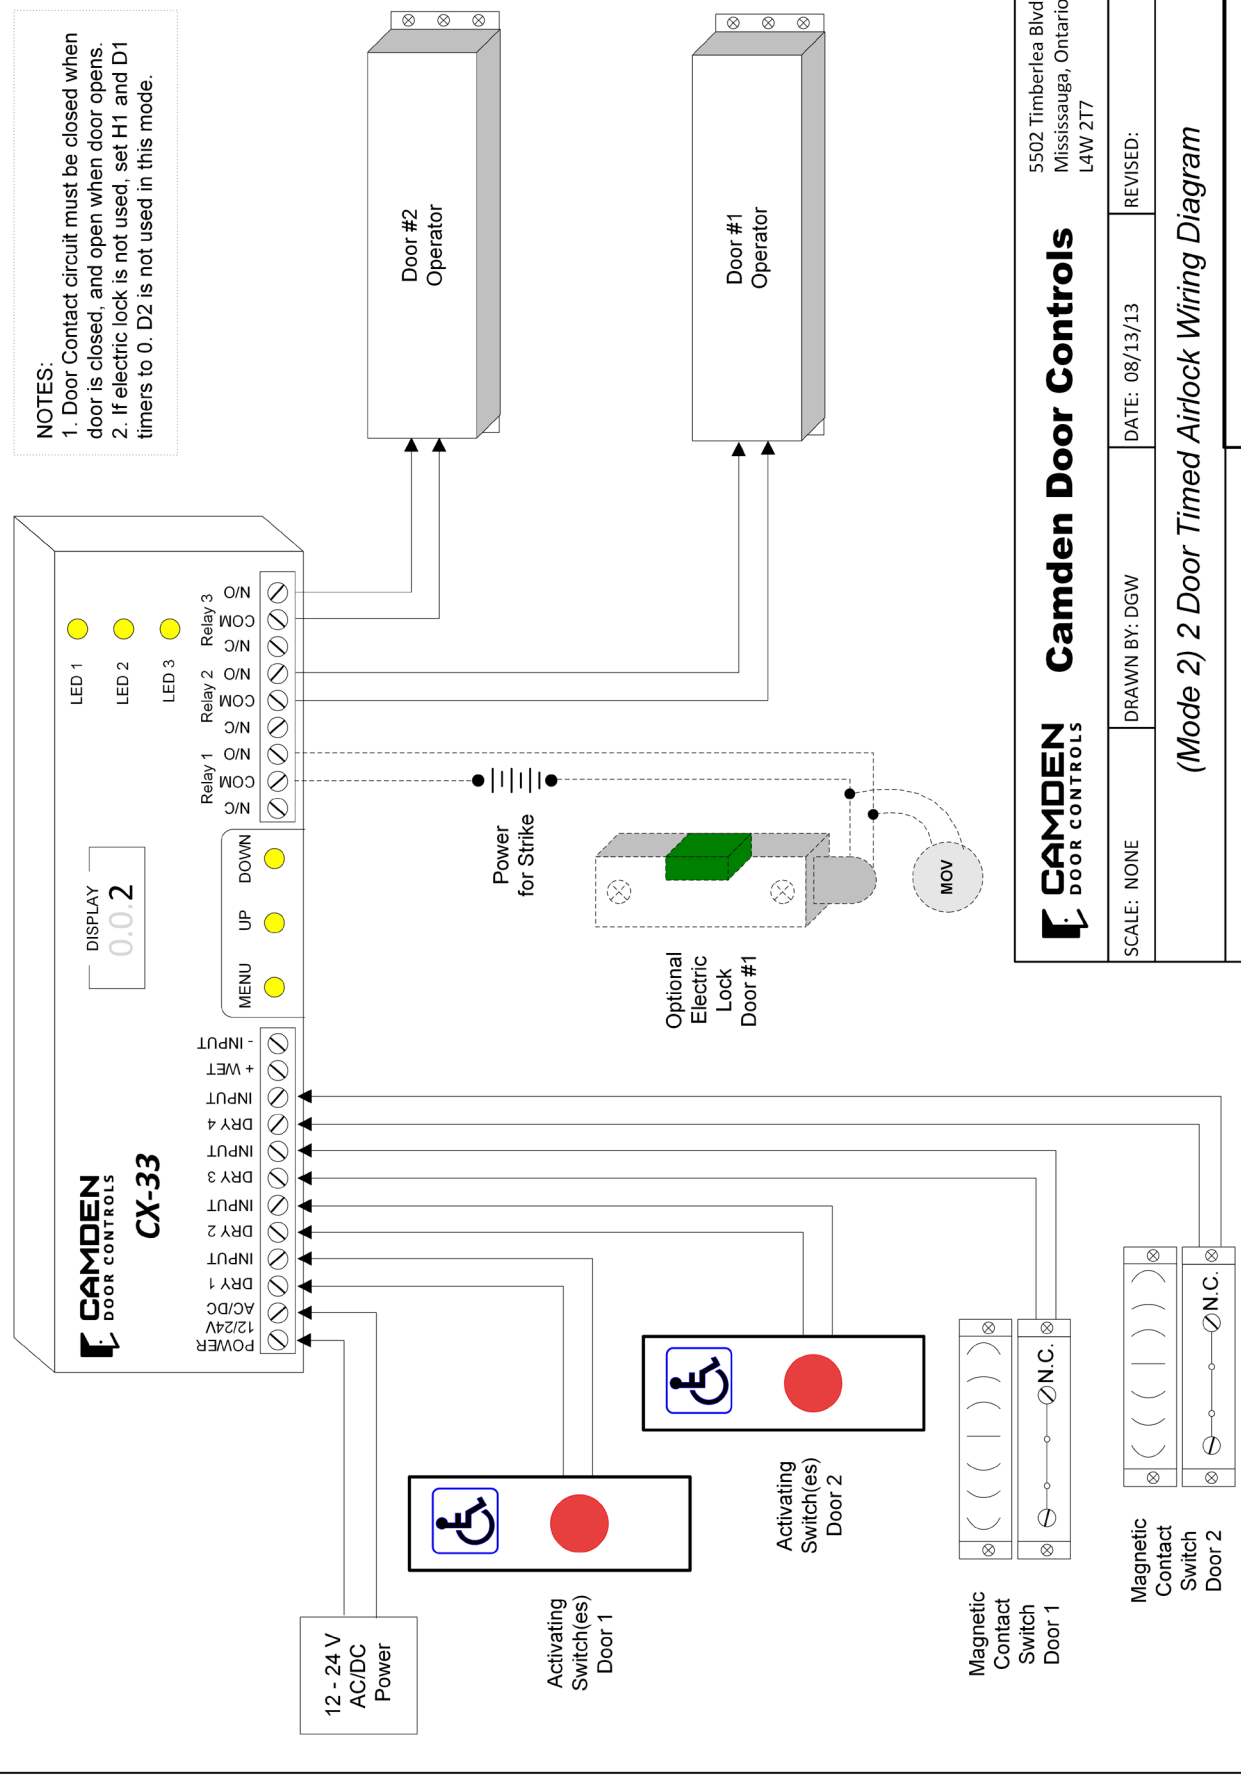 NOTES:
1. Door Contact circuit must be closed when
door is closed, and open when door opens.
2. If electric lock is not used, set H1 and D1
timers to 0. D2 is not used in this mode.
CAMDEN
DOOR CONTROLS
CX-33
DISPLAY
0.0.2
LED 1
LED 2
LED 3
MENU
UP
DOWN
POWER
12/24V
AC/DC
DRY 1
INPUT
DRY 2
INPUT
DRY 3
INPUT
DRY 4
INPUT
+ WET
- INPUT
Relay 1
N/C
COM
N/O
Relay 2
N/C
COM
N/O
Relay 3
N/C
COM
N/O
12 - 24 V
AC/DC
Power
Activating
Switch(es)
Door 1
Activating
Switch(es)
Door 2
Magnetic
Contact
Switch
Door 1
N.C.
Magnetic
Contact
Switch
Door 2
N.C.
Power
for Strike
Optional
Electric
Lock
Door #1
MOV
Door #2
Operator
Door #1
Operator
CAMDEN
DOOR CONTROLS
Camden Door Controls
5502 Timberlea Blvd
Mississauga, Ontario
L4W 2T7
SCALE: NONE
DRAWN BY: DGW
DATE: 08/13/13
REVISED:
(Mode 2) 2 Door Timed Airlock Wiring Diagram